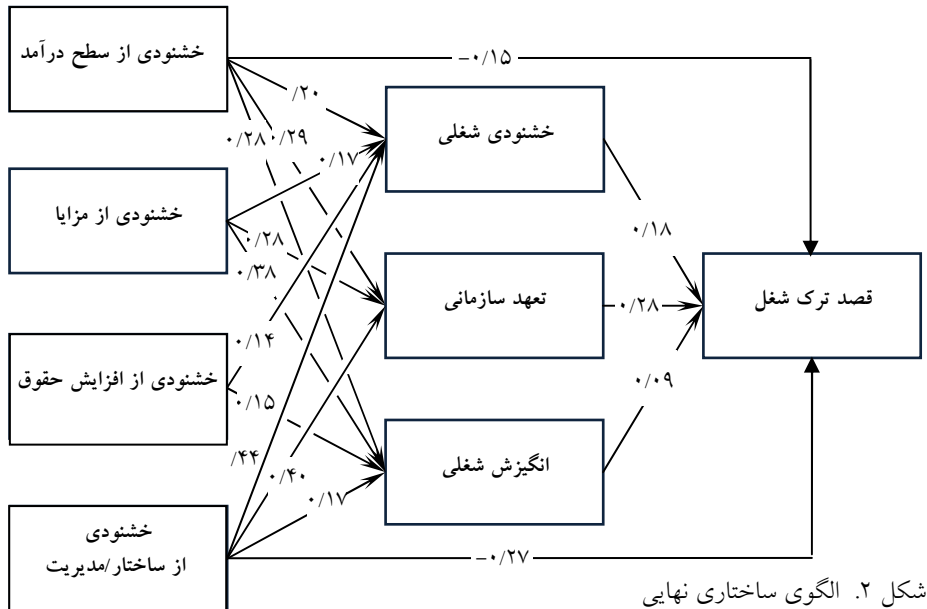 خشنودی از سطح درآمد
خشنودی از مزایا
خشنودی از افزایش حقوق
خشنودی
از ساختار/مدیریت
خشنودی شغلی
تعهد سازمانی
انگیزش شغلی
قصد ترک شغل
-۰/۱۵
/۲۰
۰/۲۸
۰/۲۹
۰/۱۷
۰/۲۸
۰/۳۸
۰/۱۴
۰/۱۵
/۴۴
۰/۴۰
۰/۱۷
۰/۱۸
۰/۲۸
۰/۰۹
-۰/۲۷
شکل ۲. الگوی ساختاری نهایی